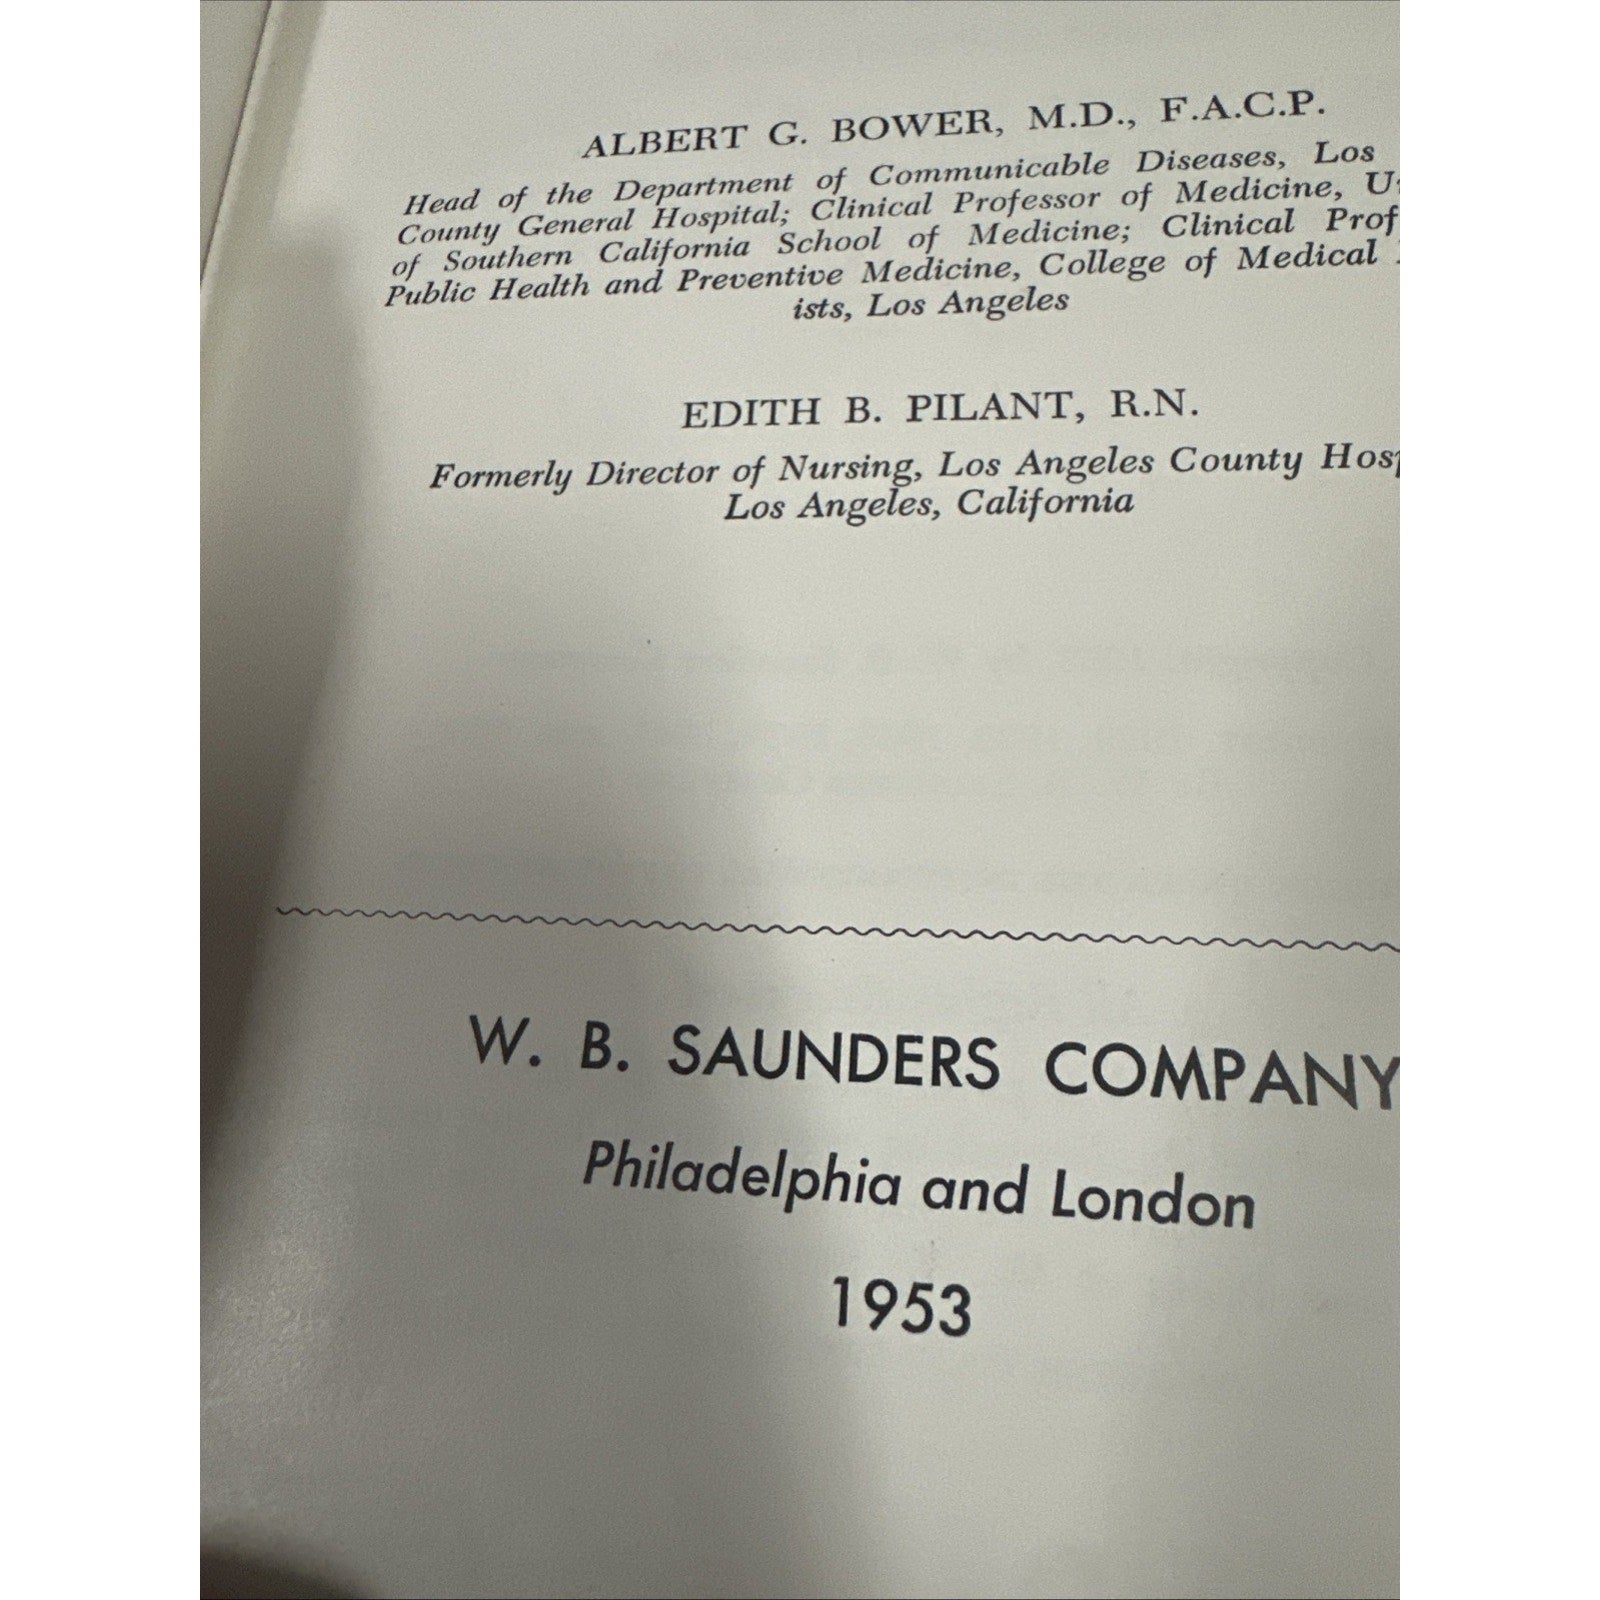 ALBERT G. BOWER, M.D., F.A.C.P.
Head of the Department of Communicable Diseases, Los
County General Hospital; Clinical Professor of Medicine,
of Southern California School of Medicine; Clinical Prof
Public Health and Preventive Medicine, College of Medical
ists, Los Angeles
EDITH B. PILANT, R.N.
Formerly Director of Nursing, Los Angeles County Hosp
Los Angeles, California
W. B. SAUNDERS COMPANY
Philadelphia and London
1953